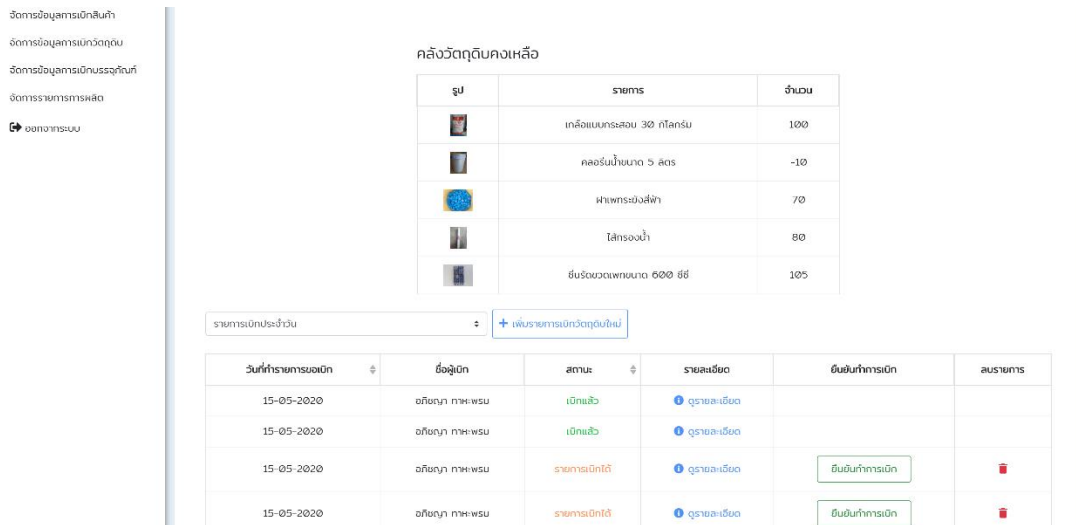 จัดการข้อมูลการเบิกสินค้า
จัดการข้อมูลการเบิกวัตถุดิบ
จัดการข้อมูลการเบิกบรรจุภัณฑ์
จัดการรายการการผลิต
ออกจากระบบ
คลังวัตถุดิบคงเหลือ
รูป รายการ จำนวน
เกลือแบบกระสอบ 30 กิโลกรัม 100
คลอรีนน้ำขนาด 5 ลิตร -10
ฝาเพทระฆังสีฟ้า 70
ไส้กรองน้ำ 80
ชิ้นรัดขวดเพทขนาด 600 ซีซี 105
รายการเบิกประจำวัน + เพิ่มรายการเบิกวัตถุดิบใหม่
วันที่ทำรายการขอเบิก ชื่อผู้เบิก สถานะ รายละเอียด ยืนยันทำการเบิก ลบรายการ
15-05-2020 อภิชญา ทาหะพรม เบิกแล้ว ดูรายละเอียด
15-05-2020 อภิชญา ทาหะพรม เบิกแล้ว ดูรายละเอียด
15-05-2020 อภิชญา ทาหะพรม รายการเบิกได้ ดูรายละเอียด ยืนยันทำการเบิก
15-05-2020 อภิชญา ทาหะพรม รายการเบิกได้ ดูรายละเอียด ยืนยันทำการเบิก